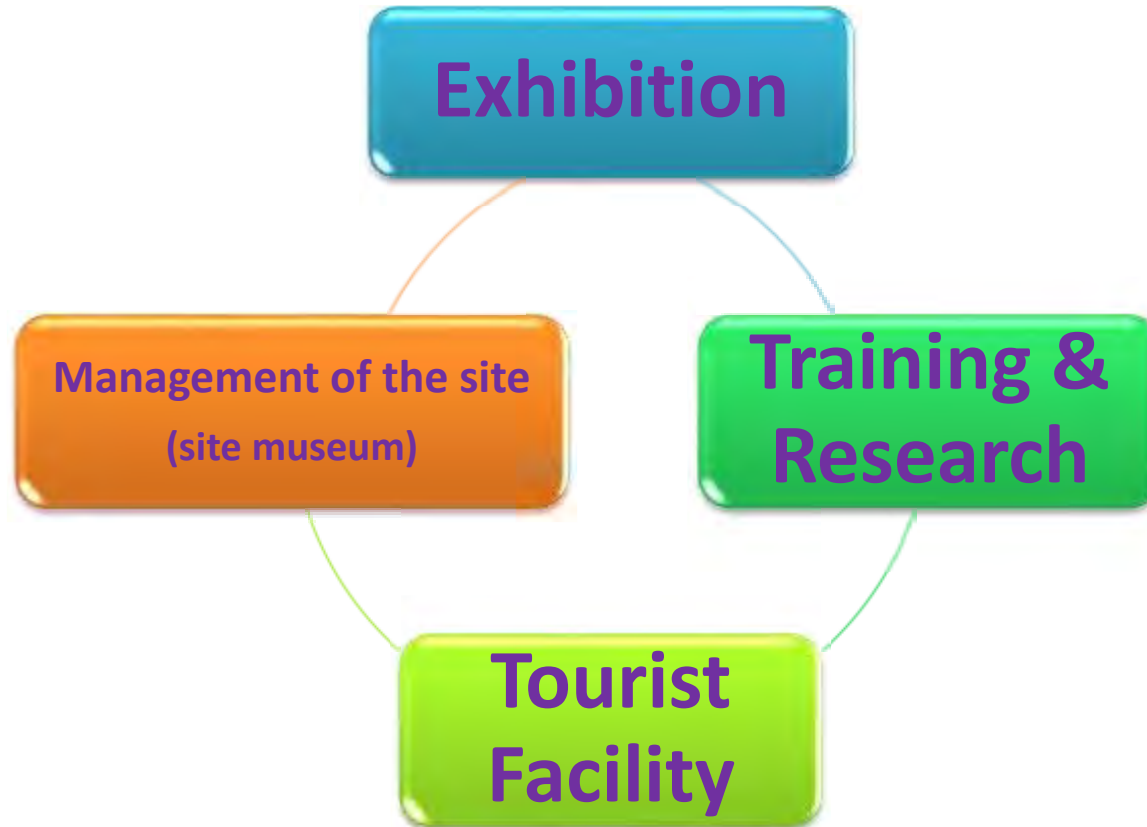 Exhibition
Management of the site
(site museum)
Training &
Research
Tourist
Facility